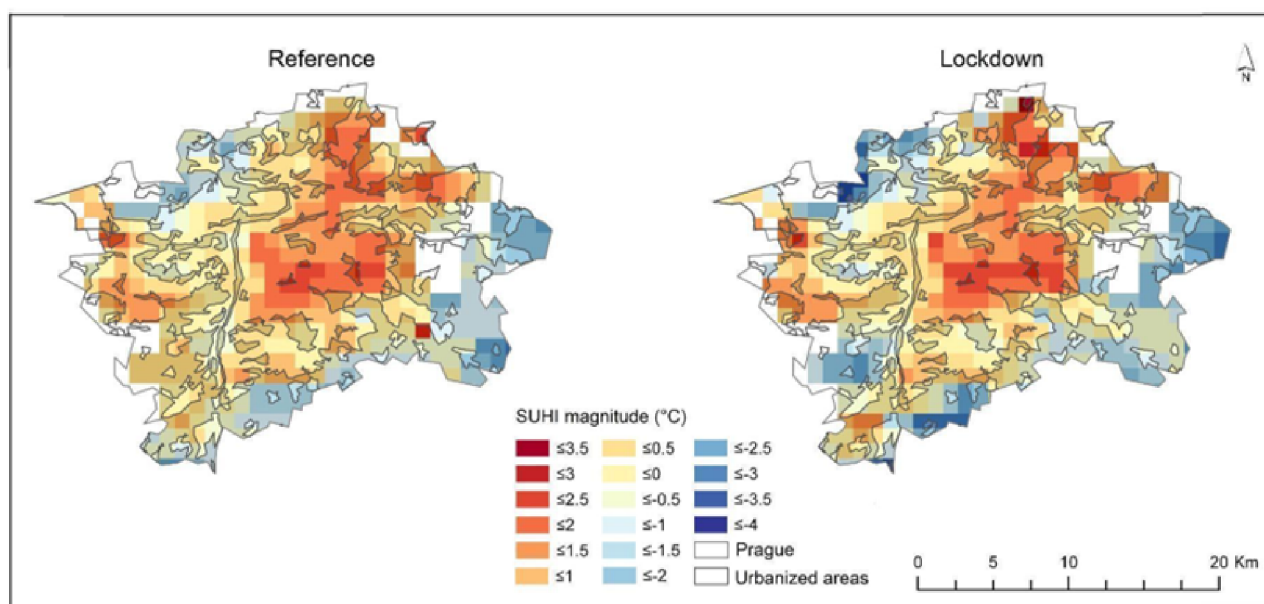 Reference
Lockdown
N
SUHI magnitude (°C)
≤3.5 ≤0.5 ≤-2.5
≤3 ≤0 ≤-3
≤2.5 ≤-0.5 ≤-3.5
≤2 ≤-1 ≤-4
≤1.5 ≤-1.5 Prague
≤1 ≤-2 Urbanized areas
0 5 10 20 Km